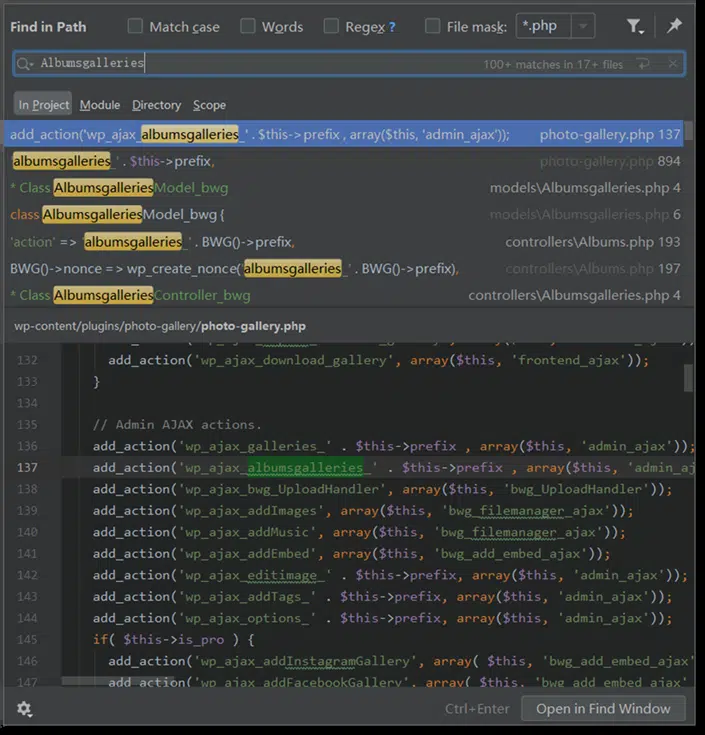 Find in Path Match case Words Regex ? File mask: *.php
Albumsgalleries 100+ matches in 17+ files
In Project Module Directory Scope
add_action('wp_ajax_albumsgalleries_' . $this->prefix , array($this, 'admin_ajax')); photo-gallery.php 137
'albumsgalleries_' . $this->prefix, photo-gallery.php 894
* Class AlbumsgalleriesModel_bwg models\Albumsgalleries.php 4
class AlbumsgalleriesModel_bwg { models\Albumsgalleries.php 6
'action' => 'albumsgalleries_' . BWG()->prefix, controllers\Albums.php 193
BWG()->nonce => wp_create_nonce('albumsgalleries_' . BWG()->prefix), controllers\Albums.php 197
* Class AlbumsgalleriesController_bwg controllers\Albumsgalleries.php 4
wp-content/plugins/photo-gallery/photo-gallery.php
132 add_action('wp_ajax_download_gallery', array($this, 'frontend_ajax'));
133 }
134
135 // Admin AJAX actions.
136 add_action('wp_ajax_galleries_' . $this->prefix , array($this, 'admin_ajax'));
137 add_action('wp_ajax_albumsgalleries_' . $this->prefix , array($this, 'admin_aj
138 add_action('wp_ajax_bwg_UploadHandler', array($this, 'bwg_UploadHandler'));
139 add_action('wp_ajax_addImages', array($this, 'bwg_filemanager_ajax'));
140 add_action('wp_ajax_addMusic', array($this, 'bwg_filemanager_ajax'));
141 add_action('wp_ajax_addEmbed', array($this, 'bwg_add_embed_ajax'));
142 add_action('wp_ajax_editimage_' . $this->prefix, array($this, 'admin_ajax'));
143 add_action('wp_ajax_addTags_' . $this->prefix, array($this, 'admin_ajax'));
144 add_action('wp_ajax_options_' . $this->prefix, array($this, 'admin_ajax'));
145 if( $this->is_pro ) {
146 add_action('wp_ajax_addInstagramGallery', array( $this, 'bwg_add_embed_ajax'
147 add_action('wp_ajax_addFacebookGallery', array( $this, 'bwg_add_embed_ajax'
Ctrl+Enter Open in Find Window